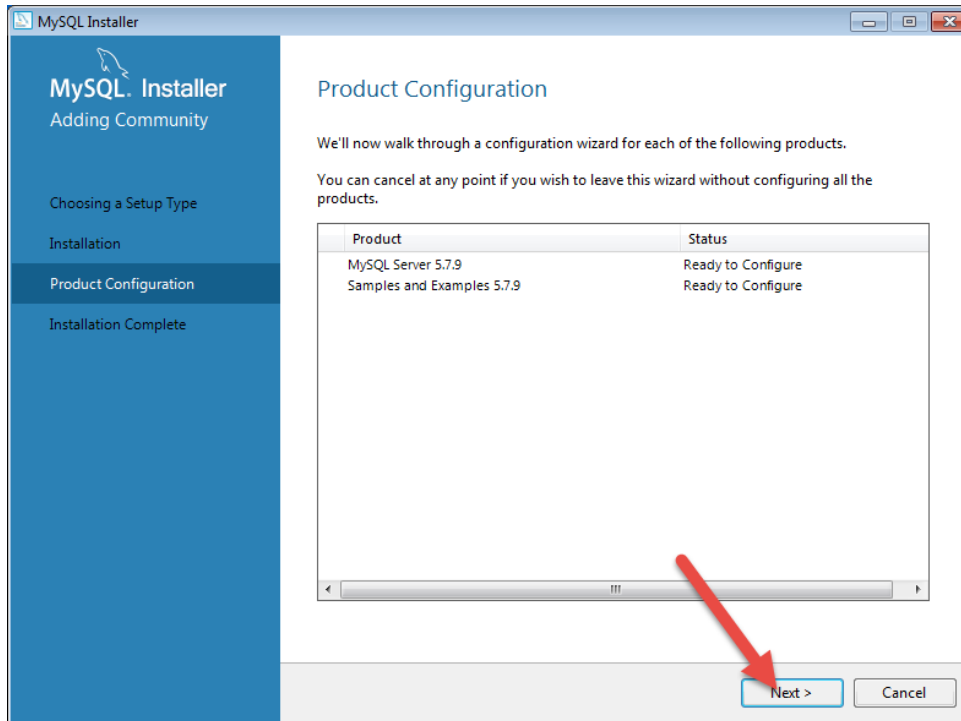 MySQL Installer
MySQL. Installer
Adding Community
Choosing a Setup Type
Installation
Product Configuration
Installation Complete
Product Configuration
We'll now walk through a configuration wizard for each of the following products.
You can cancel at any point if you wish to leave this wizard without configuring all the
products.
Product Status
MySQL Server 5.7.9 Ready to Configure
Samples and Examples 5.7.9 Ready to Configure
Next > Cancel